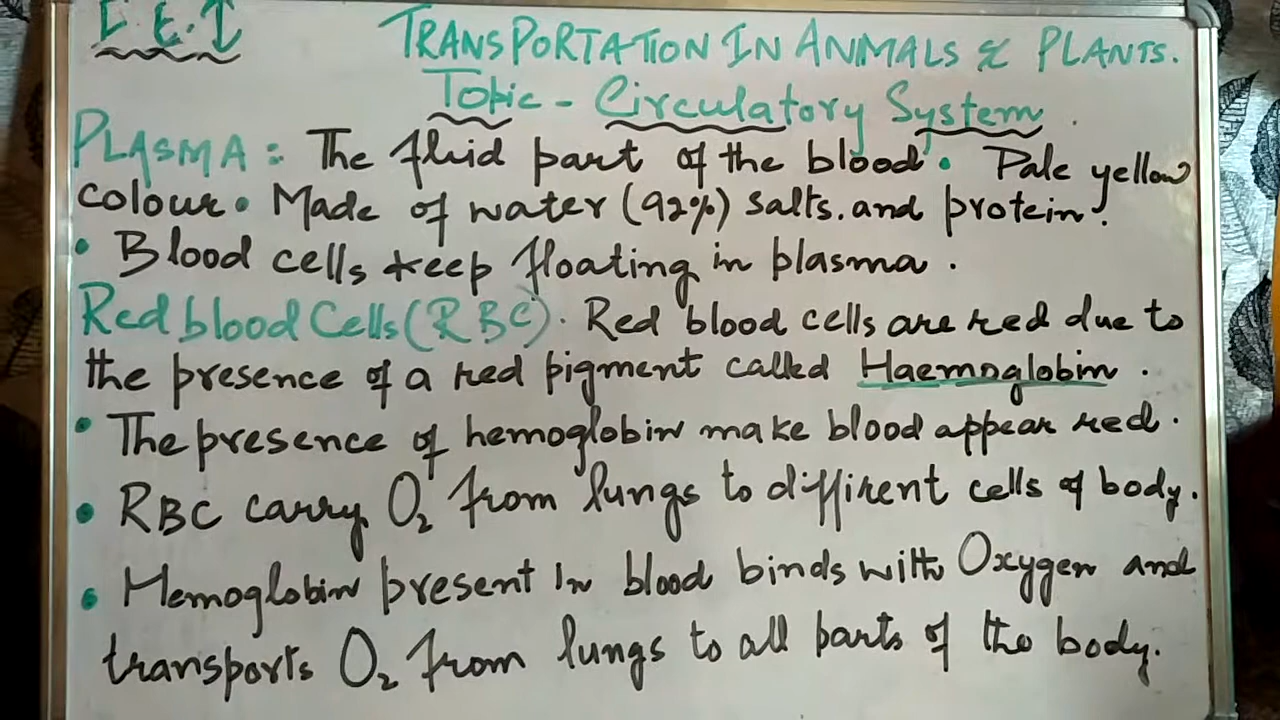 TRANSPORTATION IN ANIMALS & PLANTS.
Topic - Circulatory System.
PLASMA: The fluid part of the blood. Pale yellow
colour. Made of water (92%) salts. and protein.
• Blood cells keep floating in plasma.
Red blood Cells (RBC). Red blood cells are red due to
the presence of a red pigment called Haemoglobin.
• The presence of hemoglobin make blood appear red.
• RBC carry O₂ from lungs to diffirent cells of body.
• Hemoglobin present In blood binds with Oxygen and
transports O₂ from lungs to all parts of the body.